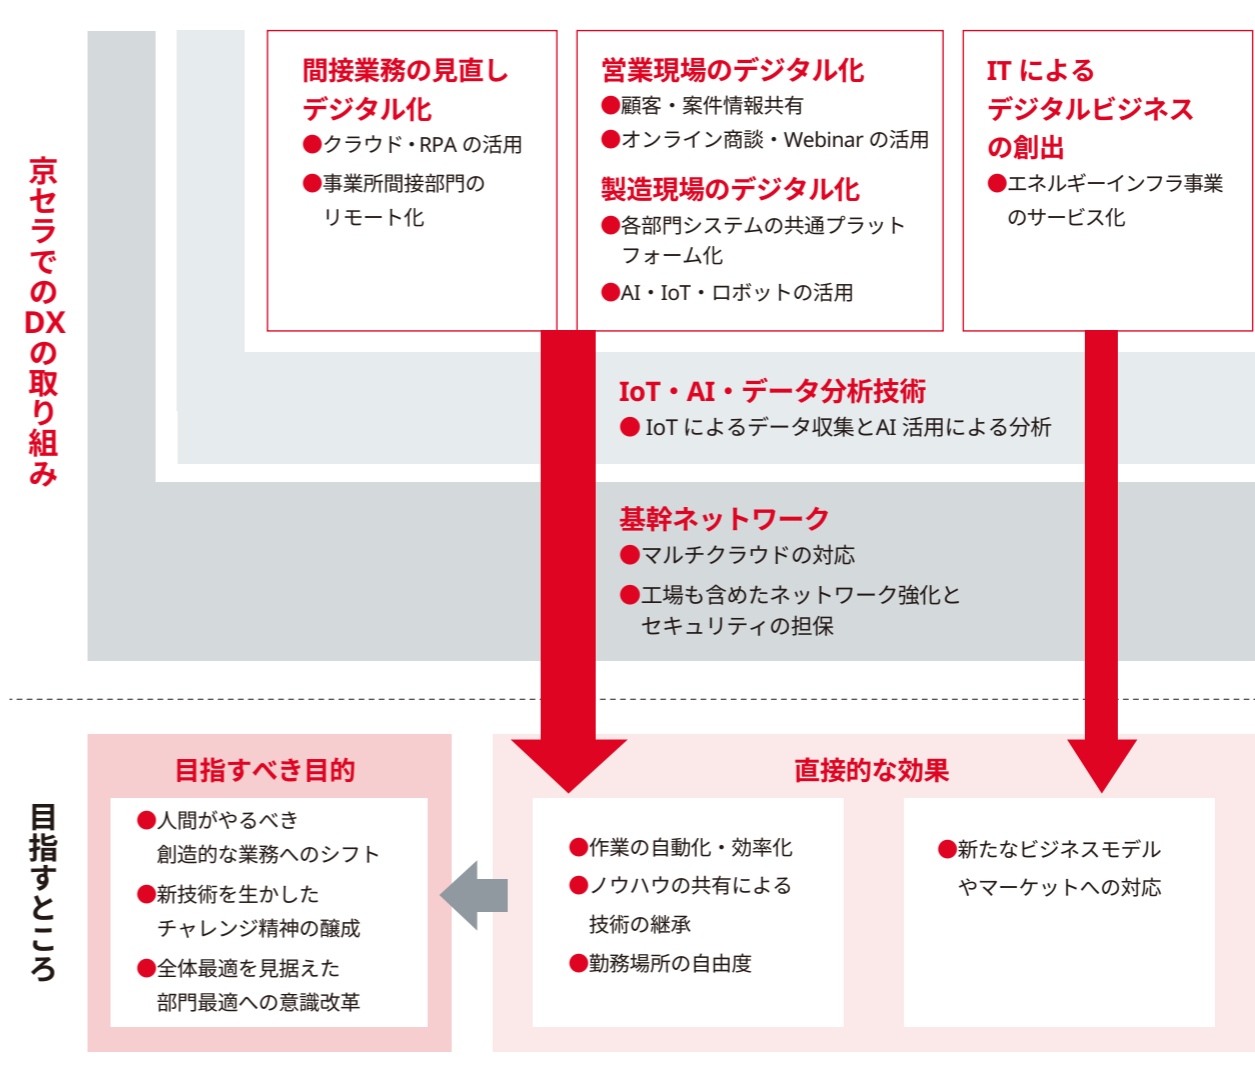 京セラでのDXの取り組み
間接業務の見直し
デジタル化
●クラウド・RPA の活用
●事業所間接部門の
リモート化
営業現場のデジタル化
●顧客・案件情報共有
●オンライン商談・Webinar の活用
製造現場のデジタル化
●各部門システムの共通プラット
フォーム化
●AI・IoT・ロボットの活用
IT による
デジタルビジネス
の創出
●エネルギーインフラ事業
のサービス化
IoT・AI・データ分析技術
● IoT によるデータ収集とAI 活用による分析
基幹ネットワーク
●マルチクラウドの対応
●工場も含めたネットワーク強化と
セキュリティの担保
目指すところ
目指すべき目的
●人間がやるべき
創造的な業務へのシフト
●新技術を生かした
チャレンジ精神の醸成
●全体最適を見据えた
部門最適への意識改革
直接的な効果
●作業の自動化・効率化
●ノウハウの共有による
技術の継承
●勤務場所の自由度
●新たなビジネスモデル
やマーケットへの対応